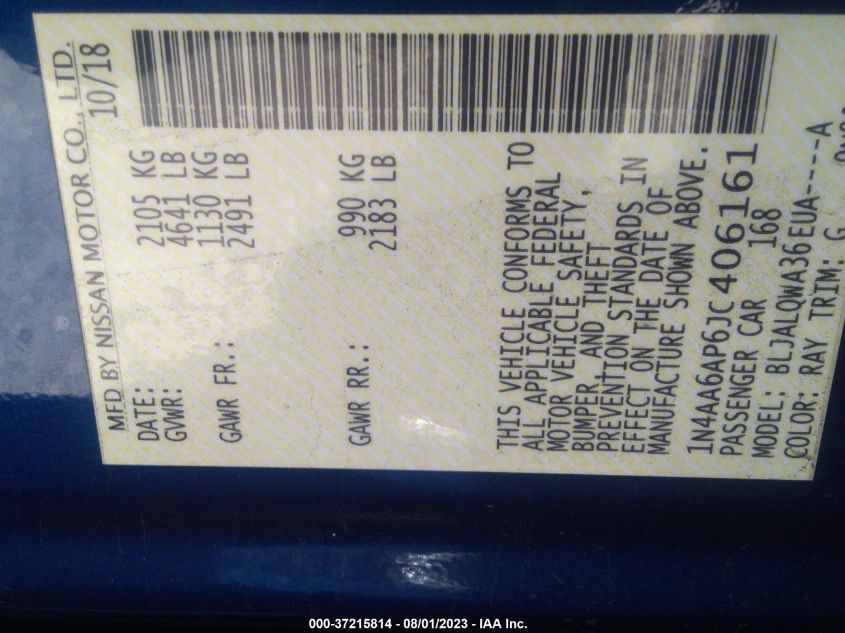 MFD BY NISSAN MOTOR CO., LTD.
DATE: 10/18
GVWR: 2105 KG
4641 LB
GAWR FR.: 1130 KG
2491 LB
GAWR RR.: 990 KG
2183 LB
THIS VEHICLE CONFORMS TO
ALL APPLICABLE FEDERAL
MOTOR VEHICLE SAFETY,
BUMPER, AND THEFT
PREVENTION STANDARDS IN
EFFECT ON THE DATE OF
MANUFACTURE SHOWN ABOVE.
1N4AA6AP6JC406161
PASSENGER CAR 168
MODEL: BLJALQWA36EUA----A
COLOR: RAY TRIM: G
000-37215814 - 08/01/2023 - IAA Inc.